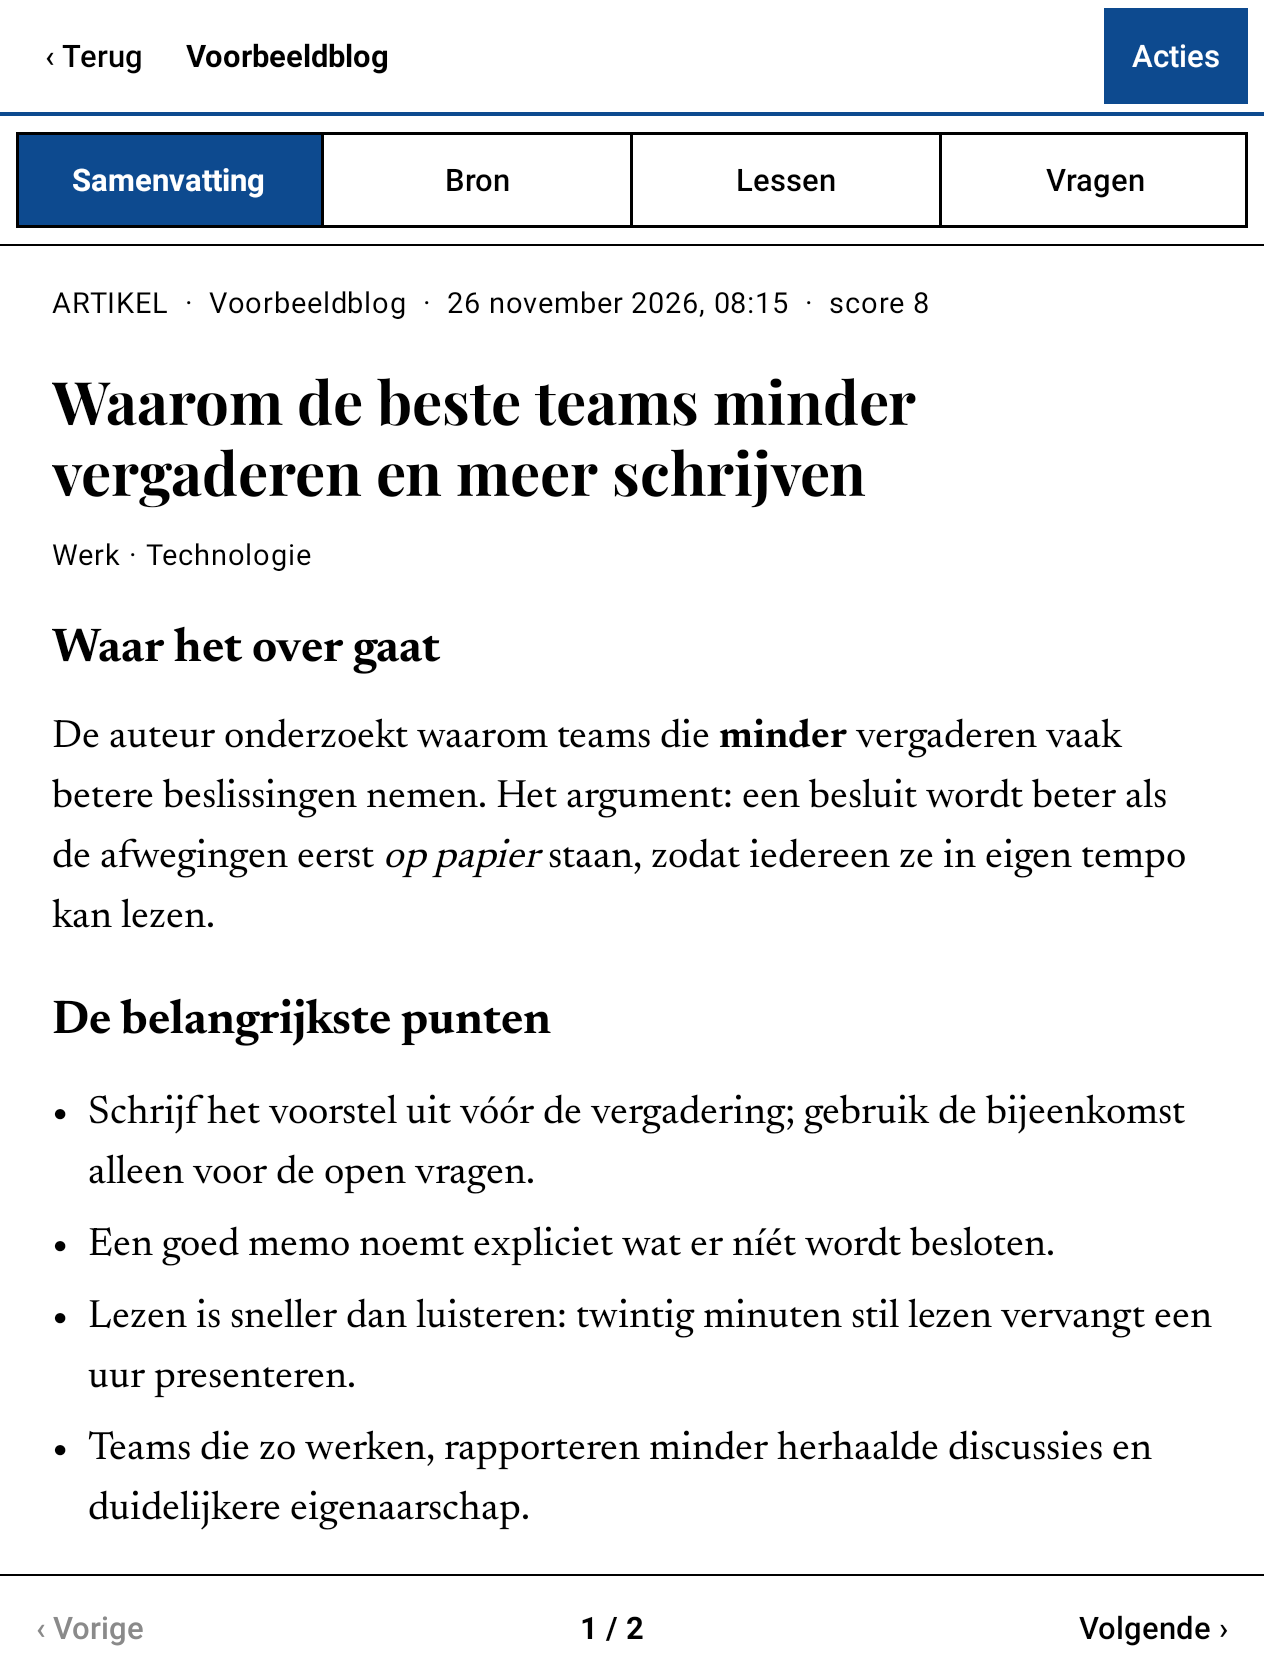 ‹ Terug Voorbeeldblog Acties
Samenvatting Bron Lessen Vragen
ARTIKEL · Voorbeeldblog · 26 november 2026, 08:15 · score 8
Waarom de beste teams minder
vergaderen en meer schrijven
Werk · Technologie
Waar het over gaat
De auteur onderzoekt waarom teams die minder vergaderen vaak
betere beslissingen nemen. Het argument: een besluit wordt beter als
de afwegingen eerst op papier staan, zodat iedereen ze in eigen tempo
kan lezen.
De belangrijkste punten
• Schrijf het voorstel uit vóór de vergadering; gebruik de bijeenkomst
alleen voor de open vragen.
• Een goed memo noemt expliciet wat er níét wordt besloten.
• Lezen is sneller dan luisteren: twintig minuten stil lezen vervangt een
uur presenteren.
• Teams die zo werken, rapporteren minder herhaalde discussies en
duidelijkere eigenaarschap.
‹ Vorige 1 / 2 Volgende ›